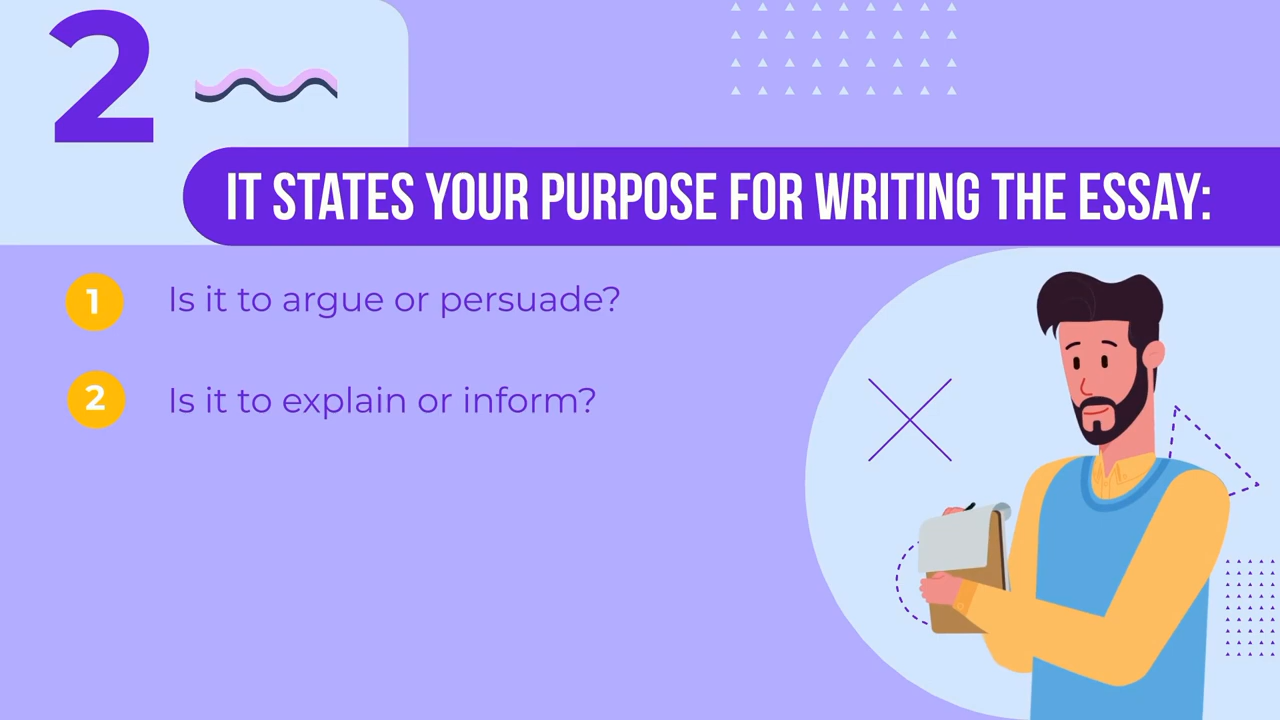 2
IT STATES YOUR PURPOSE FOR WRITING THE ESSAY:
1 Is it to argue or persuade?
2 Is it to explain or inform?